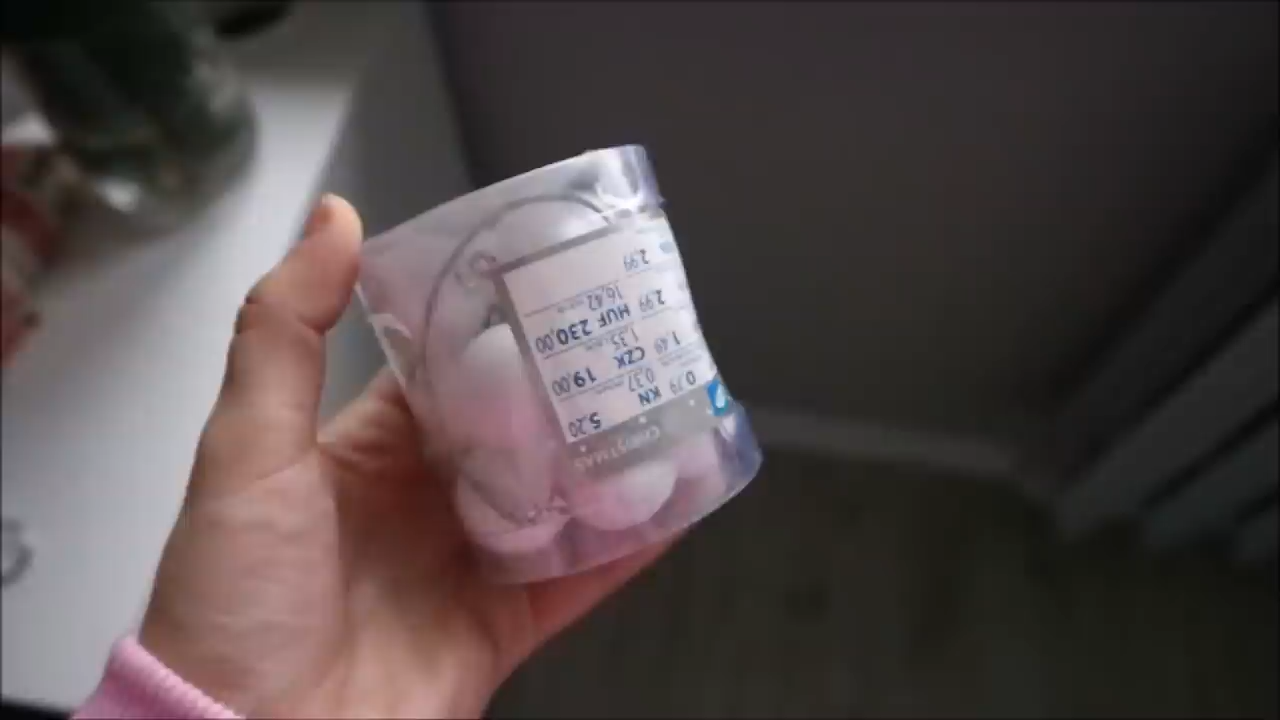 CHRISTMAS
0.79 KN 5,20
0.37
1.49 CZK 19,00
1.35
2.99 HUF 230,00
16,42
2.99